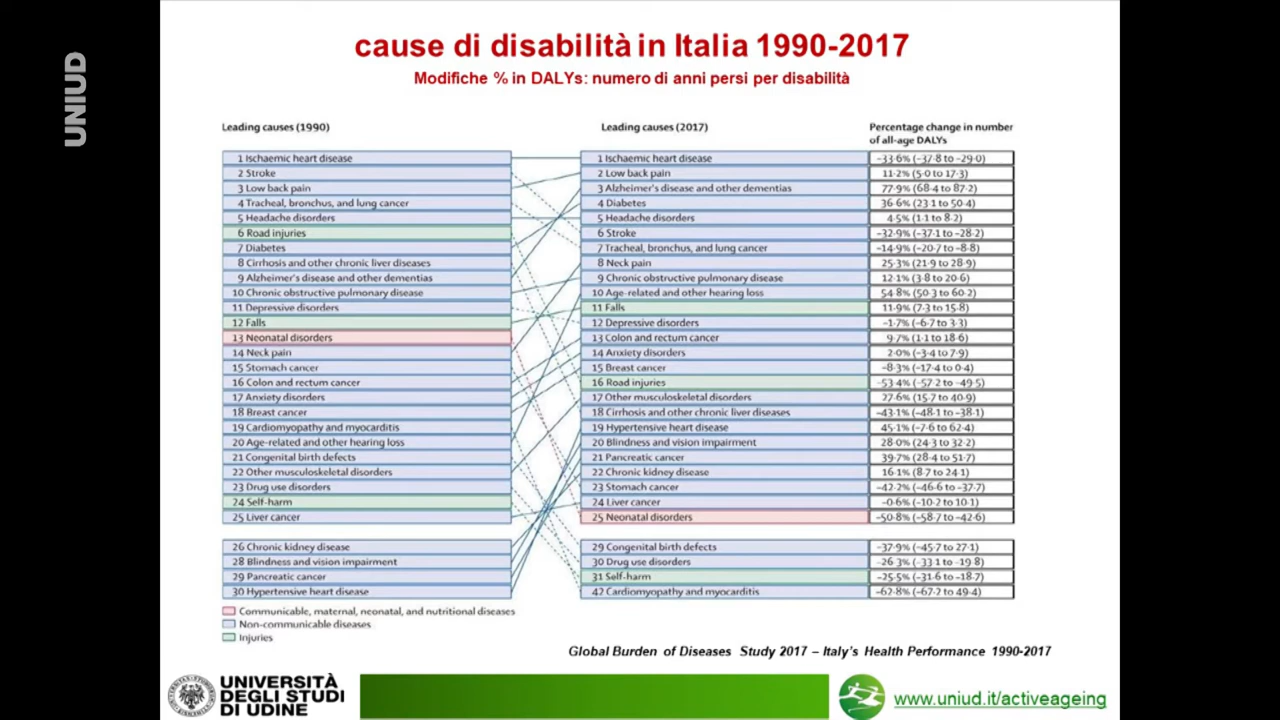 UNIUD
cause di disabilità in Italia 1990-2017
Modifiche % in DALYs: numero di anni persi per disabilità
Leading causes (1990)
Leading causes (2017)
Percentage change in number
of all-age DALYs
1 Ischaemic heart disease
2 Stroke
3 Low back pain
4 Tracheal, bronchus, and lung cancer
5 Headache disorders
6 Road injuries
7 Diabetes
8 Cirrhosis and other chronic liver diseases
9 Alzheimer's disease and other dementias
10 Chronic obstructive pulmonary disease
11 Depressive disorders
12 Falls
13 Neonatal disorders
14 Neck pain
15 Stomach cancer
16 Colon and rectum cancer
17 Anxiety disorders
18 Breast cancer
19 Cardiomyopathy and myocarditis
20 Age-related and other hearing loss
21 Congenital birth defects
22 Other musculoskeletal disorders
23 Drug use disorders
24 Self-harm
25 Liver cancer
26 Chronic kidney disease
28 Blindness and vision impairment
29 Pancreatic cancer
30 Hypertensive heart disease
1 Ischaemic heart disease
2 Low back pain
3 Alzheimer's disease and other dementias
4 Diabetes
5 Headache disorders
6 Stroke
7 Tracheal, bronchus, and lung cancer
8 Neck pain
9 Chronic obstructive pulmonary disease
10 Age-related and other hearing loss
11 Falls
12 Depressive disorders
13 Colon and rectum cancer
14 Anxiety disorders
15 Breast cancer
16 Road injuries
17 Other musculoskeletal disorders
18 Cirrhosis and other chronic liver diseases
19 Hypertensive heart disease
20 Blindness and vision impairment
21 Pancreatic cancer
22 Chronic kidney disease
23 Stomach cancer
24 Liver cancer
25 Neonatal disorders
29 Congenital birth defects
30 Drug use disorders
31 Self-harm
42 Cardiomyopathy and myocarditis
−33·6% (−37·8 to −29·0)
11·2% (5·0 to 17·3)
77·9% (68·4 to 87·2)
36·6% (23·1 to 50·4)
4·5% (1·1 to 8·2)
−32·9% (−37·1 to −28·2)
−14·9% (−20·7 to −8·8)
25·3% (21·9 to 28·9)
12·1% (3·8 to 20·6)
54·8% (50·3 to 60·2)
11·9% (7·3 to 15·8)
−1·7% (−6·7 to 3·3)
9·7% (1·1 to 18·6)
2·0% (−3·4 to 7·9)
−8·3% (−17·4 to 0·4)
−53·4% (−57·2 to −49·5)
27·6% (15·7 to 40·9)
−43·1% (−48·1 to −38·1)
45·1% (−7·6 to 62·4)
28·0% (24·3 to 32·2)
39·7% (28·4 to 51·7)
16·1% (8·7 to 24·1)
−42·2% (−46·6 to −37·7)
−0·6% (−10·2 to 10·1)
−50·8% (−58·7 to −42·6)
−37·9% (−45·7 to 27·1)
−26·3% (−33·1 to −19·8)
−25·5% (−31·6 to −18·7)
−62·8% (−67·2 to 49·4)
Communicable, maternal, neonatal, and nutritional diseases
Non-communicable diseases
Injuries
Global Burden of Diseases Study 2017 – Italy's Health Performance 1990-2017
UNIVERSITÀ
DEGLI STUDI
DI UDINE
www.uniud.it/activeageing